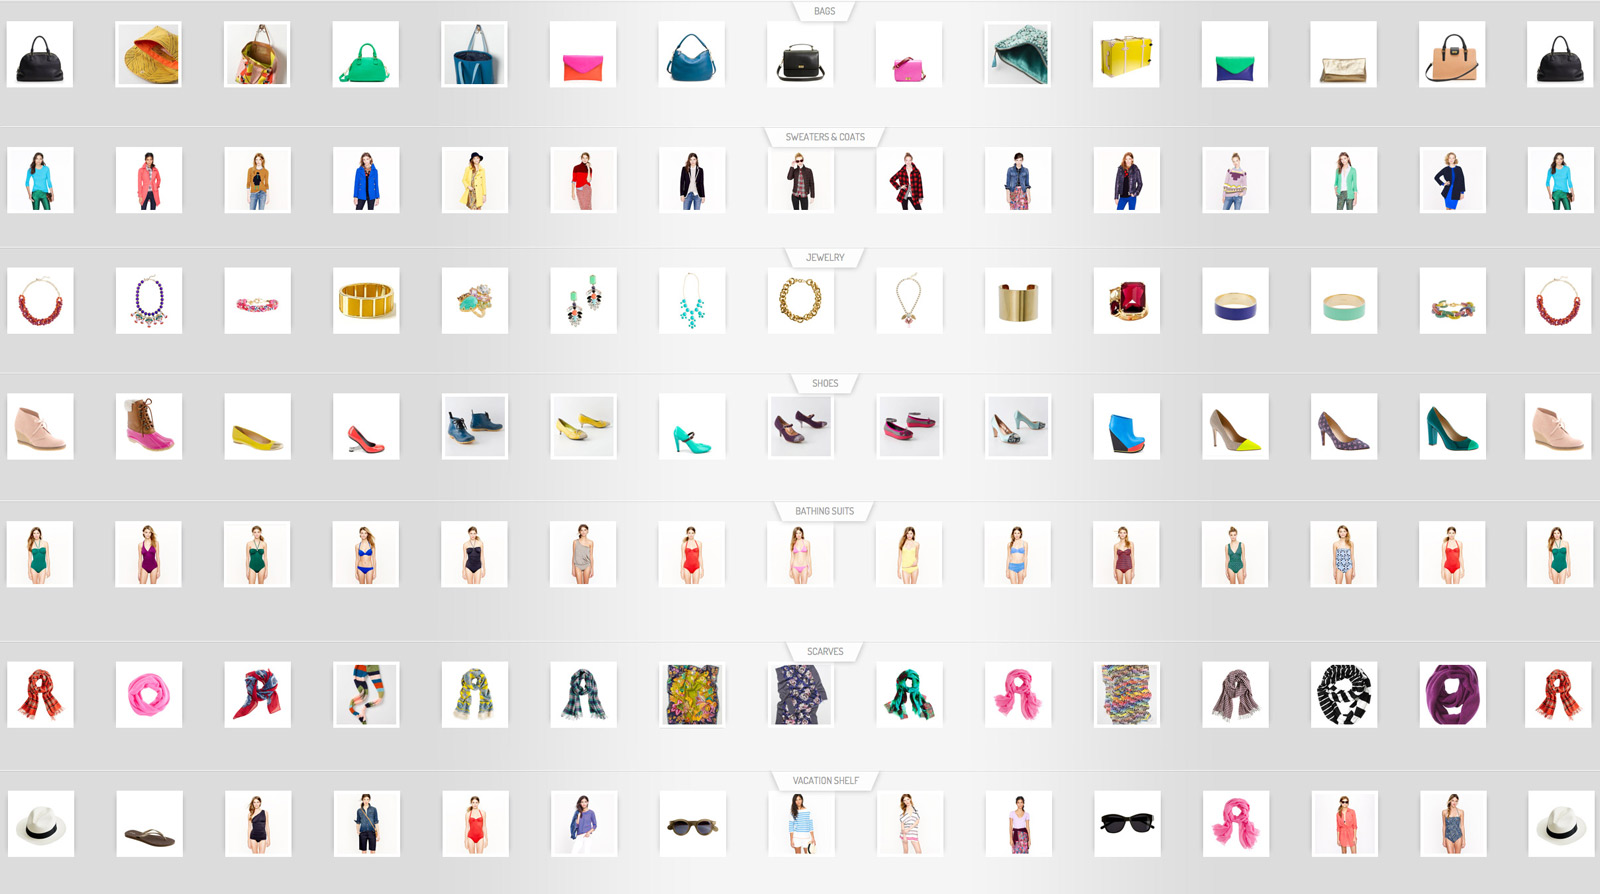 BAGS
SWEATERS & COATS
JEWELRY
SHOES
BATHING SUITS
SCARVES
VACATION SHELF